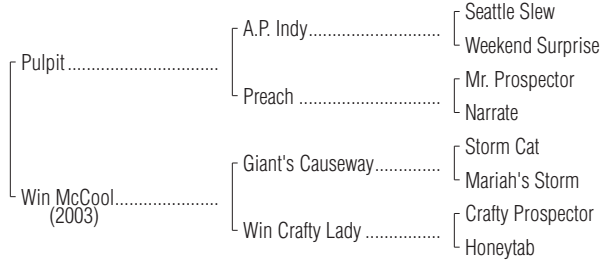 Seattle Slew
A.P. Indy..............................
Weekend Surprise
Pulpit..................................
Mr. Prospector
Preach ................................
Narrate
Storm Cat
Giant's Causeway...............
Mariah's Storm
Win McCool........................
(2003)
Crafty Prospector
Win Crafty Lady .................
Honeytab